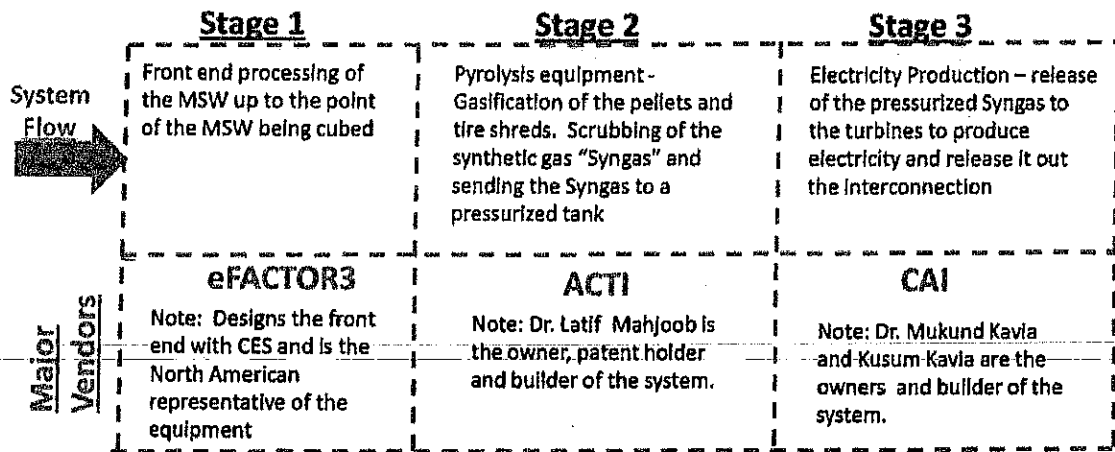 Stage 1
Stage 2
Stage 3
System
Flow
Front end processing of
the MSW up to the point
of the MSW being cubed
Pyrolysis equipment -
Gasification of the pellets and
tire shreds. Scrubbing of the
synthetic gas "Syngas" and
sending the Syngas to a
pressurized tank
Electricity Production – release
of the pressurized Syngas to
the turbines to produce
electricity and release it out
the interconnection
Major
Vendors
eFACTOR3
Note: Designs the front
end with CES and is the
North American
representative of the
equipment
ACTI
Note: Dr. Latif Mahjoob is
the owner, patent holder
and builder of the system.
CAI
Note: Dr. Mukund Kavia
and Kusum Kavia are the
owners and builder of the
system.